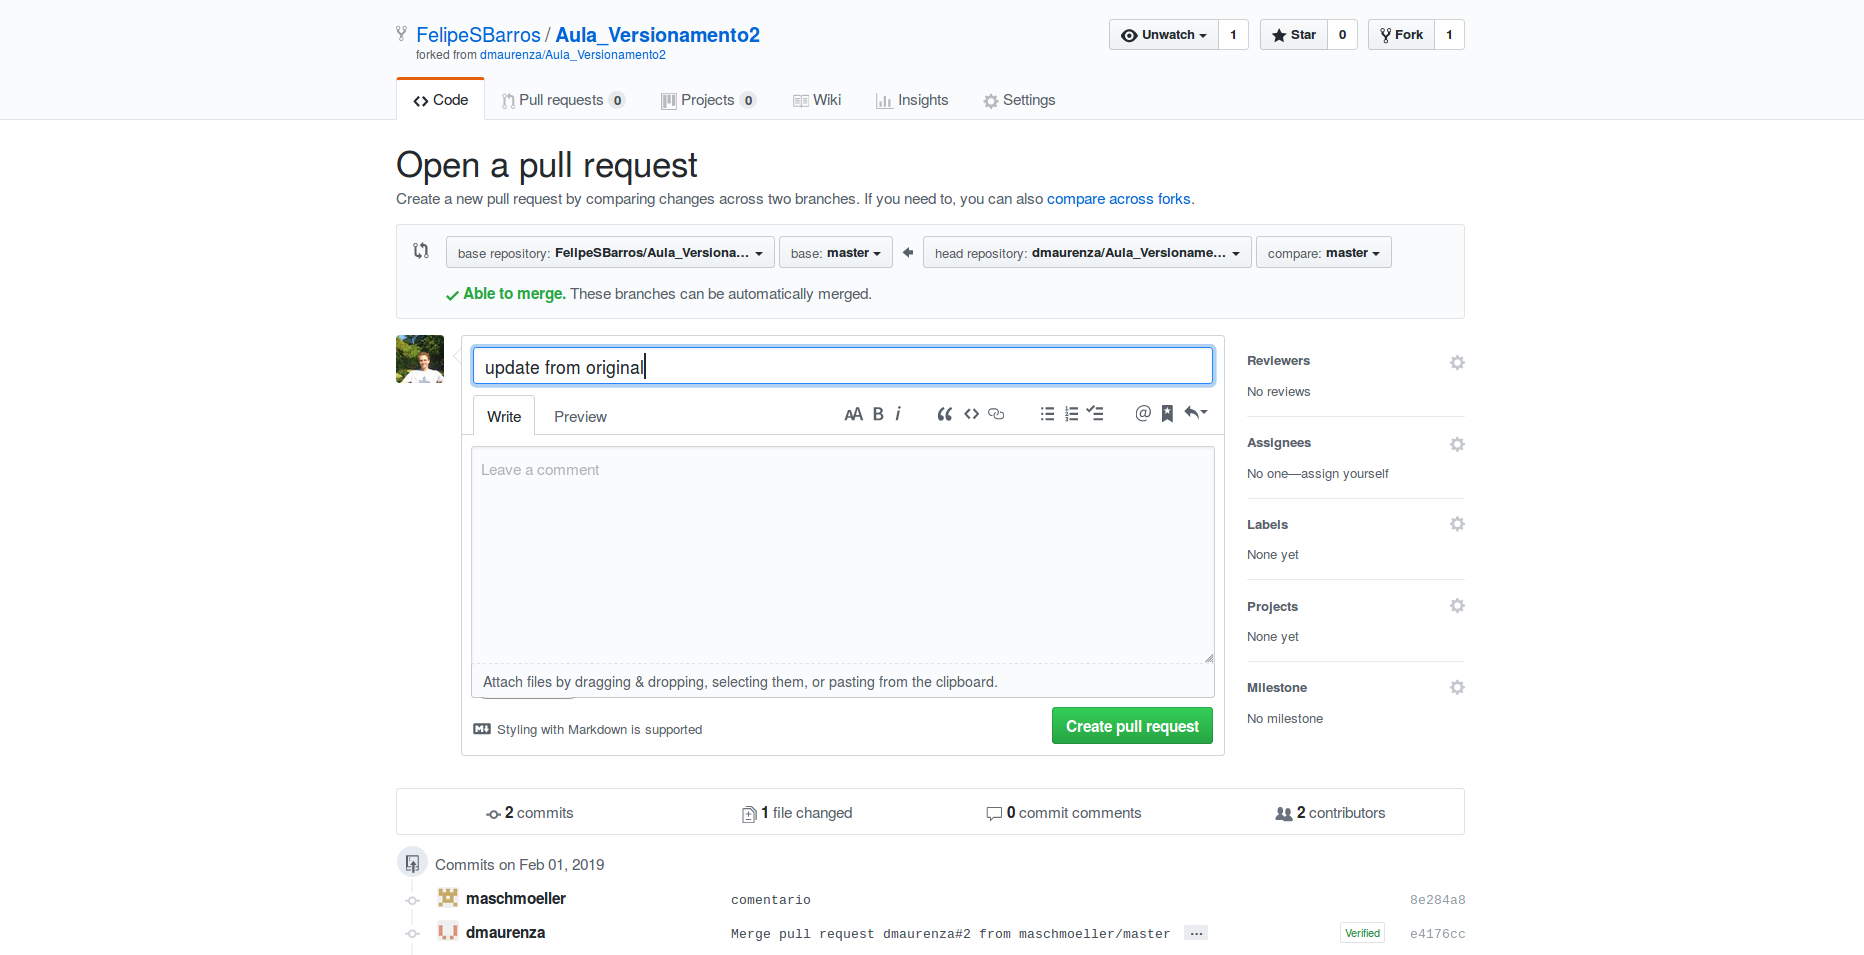 FelipeSBarros / Aula_Versionamento2
forked from dmaurenza/Aula_Versionamento2
Unwatch 1 Star 0 Fork 1
Code Pull requests 0 Projects 0 Wiki Insights Settings
Open a pull request
Create a new pull request by comparing changes across two branches. If you need to, you can also compare across forks.
base repository: FelipeSBarros/Aula_Versiona... base: master head repository: dmaurenza/Aula_Versioname... compare: master
Able to merge. These branches can be automatically merged.
update from original
Write Preview
AA B i “ <> @
Leave a comment
Attach files by dragging & dropping, selecting them, or pasting from the clipboard.
Styling with Markdown is supported
Create pull request
Reviewers
No reviews
Assignees
No one—assign yourself
Labels
None yet
Projects
None yet
Milestone
No milestone
2 commits 1 file changed 0 commit comments 2 contributors
Commits on Feb 01, 2019
maschmoeller comentario 8e284a8
dmaurenza Merge pull request dmaurenza#2 from maschmoeller/master ... Verified e4176cc